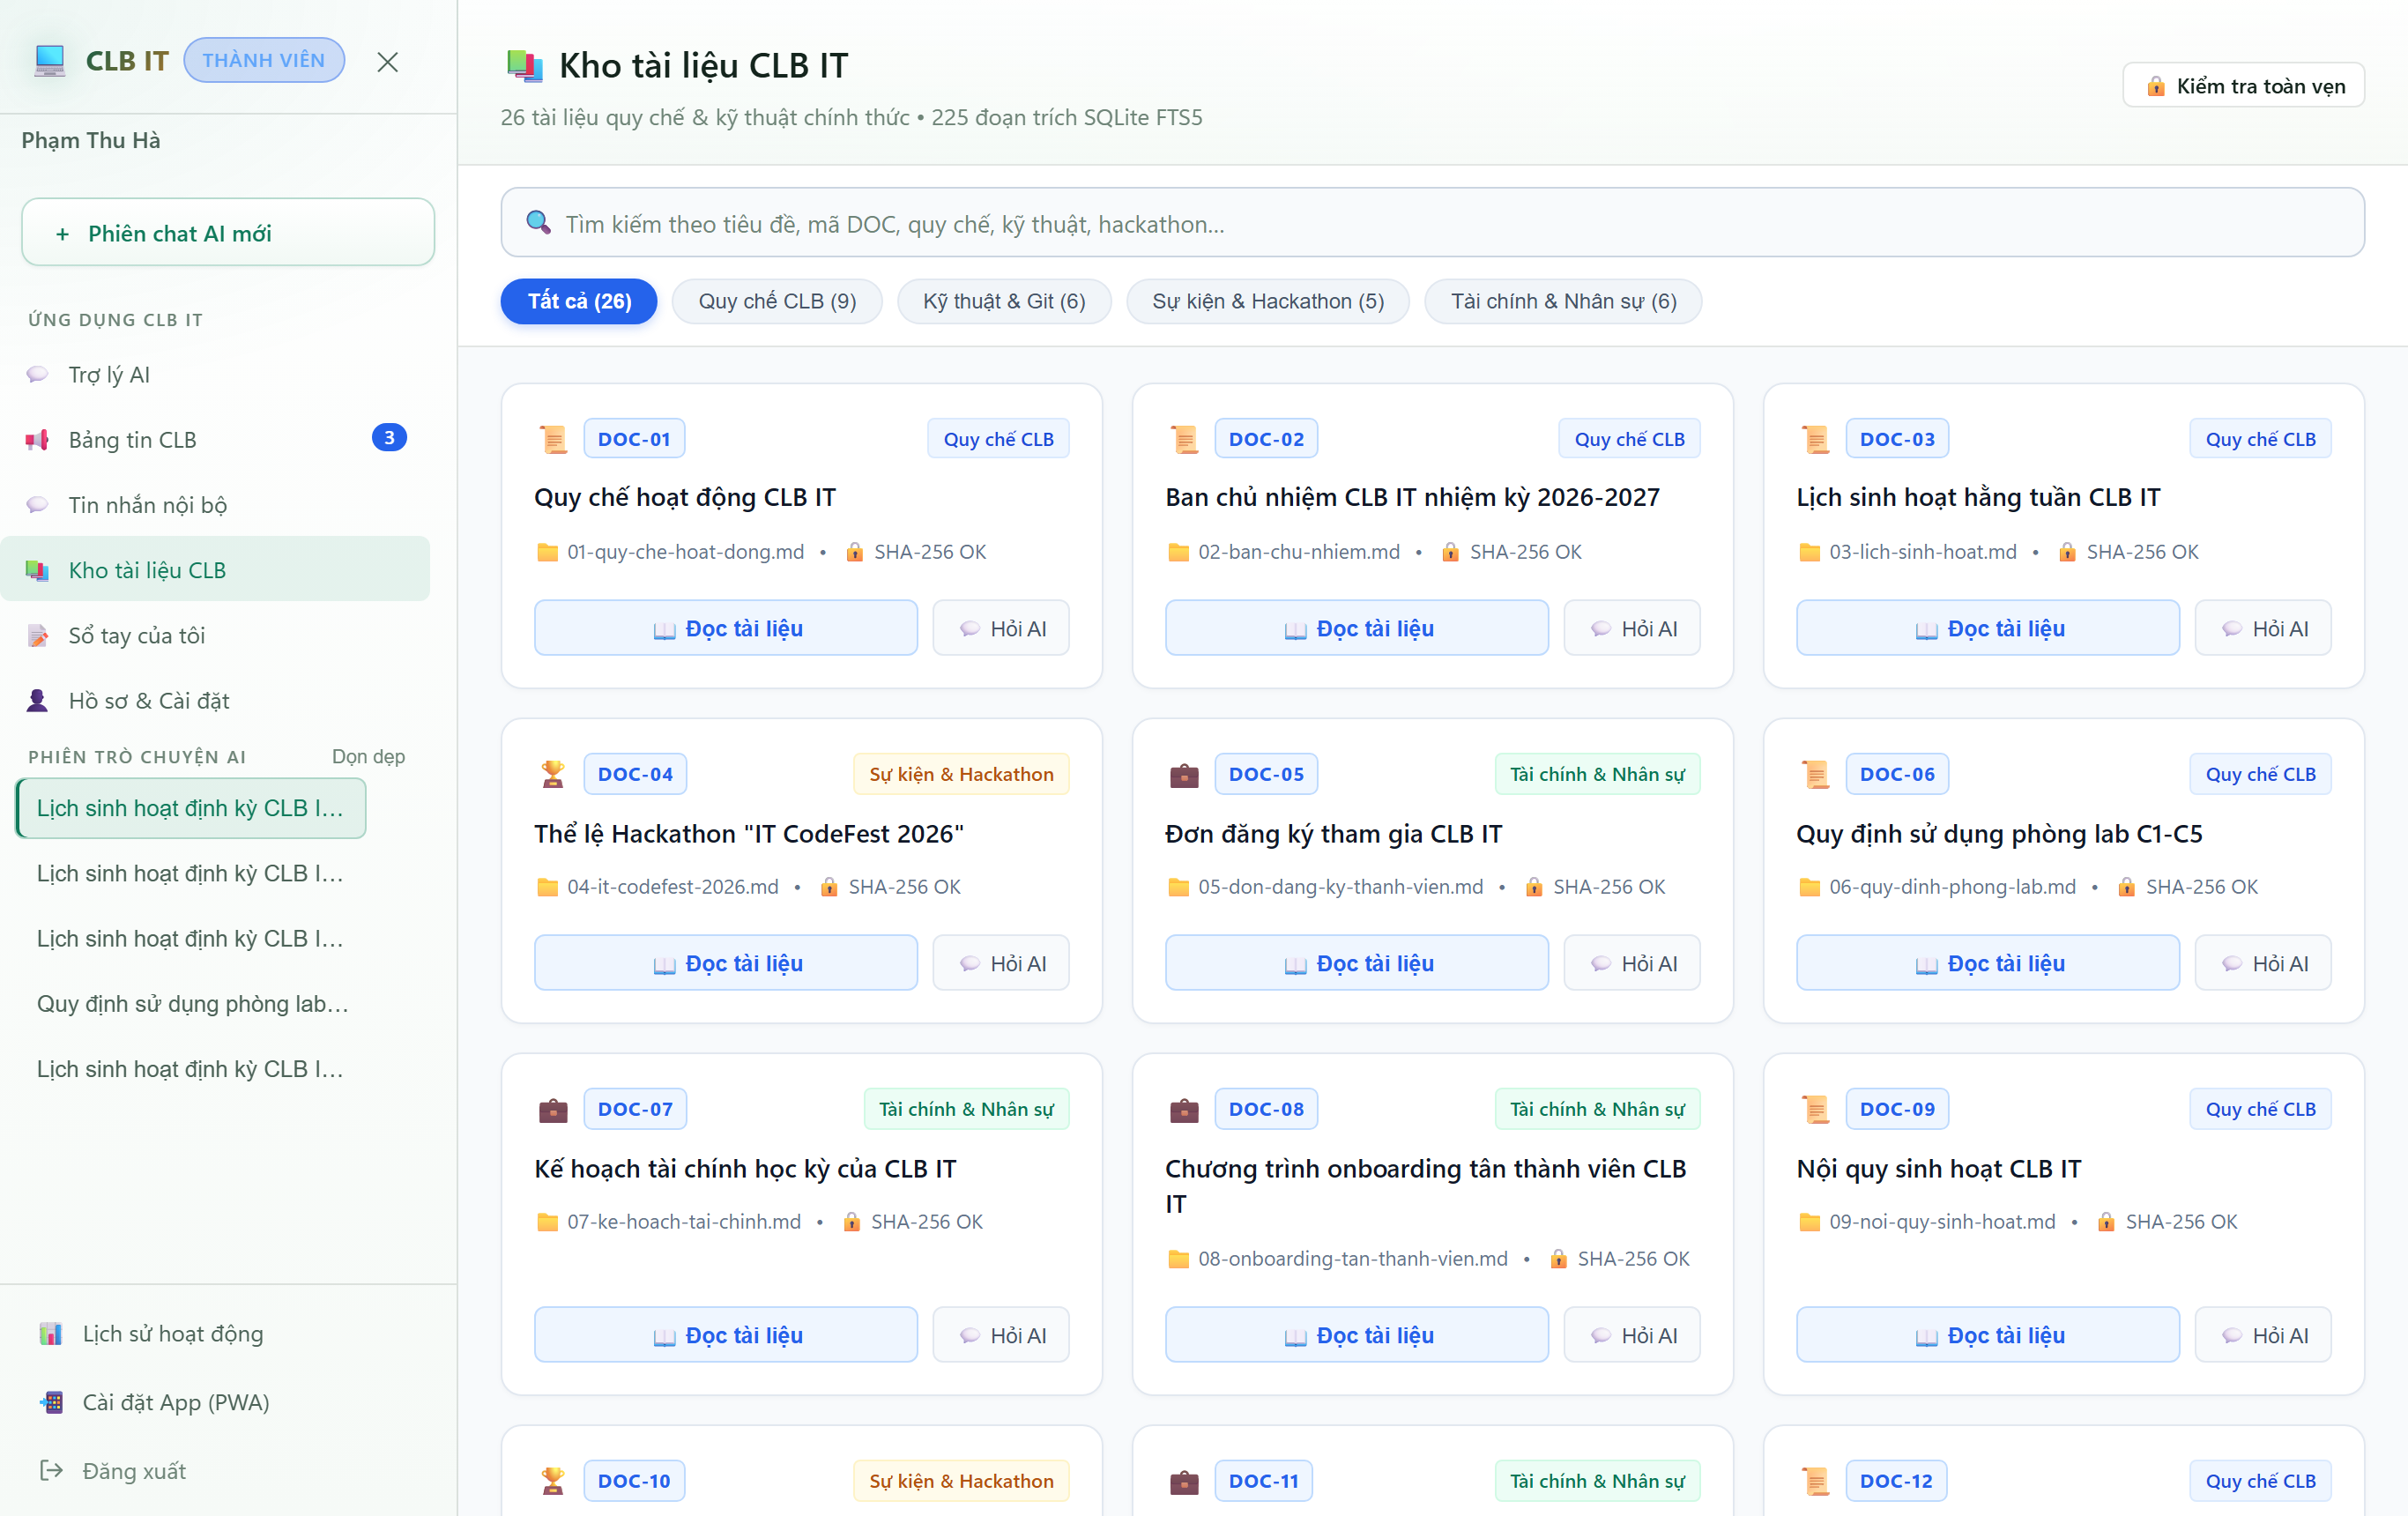 CLB IT
THÀNH VIÊN
Phạm Thu Hà
+ Phiên chat AI mới
ỨNG DỤNG CLB IT
Trợ lý AI
Bảng tin CLB
3
Tin nhắn nội bộ
Kho tài liệu CLB
Sổ tay của tôi
Hồ sơ & Cài đặt
PHIÊN TRÒ CHUYỆN AI
Dọn dẹp
Lịch sinh hoạt định kỳ CLB I...
Lịch sinh hoạt định kỳ CLB I...
Lịch sinh hoạt định kỳ CLB I...
Quy định sử dụng phòng lab...
Lịch sinh hoạt định kỳ CLB I...
Lịch sử hoạt động
Cài đặt App (PWA)
Đăng xuất
Kho tài liệu CLB IT
26 tài liệu quy chế & kỹ thuật chính thức • 225 đoạn trích SQLite FTS5
Kiểm tra toàn vẹn
Tìm kiếm theo tiêu đề, mã DOC, quy chế, kỹ thuật, hackathon...
Tất cả (26)
Quy chế CLB (9)
Kỹ thuật & Git (6)
Sự kiện & Hackathon (5)
Tài chính & Nhân sự (6)
DOC-01
Quy chế CLB
Quy chế hoạt động CLB IT
01-quy-che-hoat-dong.md • SHA-256 OK
Đọc tài liệu
Hỏi AI
DOC-02
Quy chế CLB
Ban chủ nhiệm CLB IT nhiệm kỳ 2026-2027
02-ban-chu-nhiem.md • SHA-256 OK
Đọc tài liệu
Hỏi AI
DOC-03
Quy chế CLB
Lịch sinh hoạt hằng tuần CLB IT
03-lich-sinh-hoat.md • SHA-256 OK
Đọc tài liệu
Hỏi AI
DOC-04
Sự kiện & Hackathon
Thể lệ Hackathon "IT CodeFest 2026"
04-it-codefest-2026.md • SHA-256 OK
Đọc tài liệu
Hỏi AI
DOC-05
Tài chính & Nhân sự
Đơn đăng ký tham gia CLB IT
05-don-dang-ky-thanh-vien.md • SHA-256 OK
Đọc tài liệu
Hỏi AI
DOC-06
Quy chế CLB
Quy định sử dụng phòng lab C1-C5
06-quy-dinh-phong-lab.md • SHA-256 OK
Đọc tài liệu
Hỏi AI
DOC-07
Tài chính & Nhân sự
Kế hoạch tài chính học kỳ của CLB IT
07-ke-hoach-tai-chinh.md • SHA-256 OK
Đọc tài liệu
Hỏi AI
DOC-08
Tài chính & Nhân sự
Chương trình onboarding tân thành viên CLB
IT
08-onboarding-tan-thanh-vien.md • SHA-256 OK
Đọc tài liệu
Hỏi AI
DOC-09
Quy chế CLB
Nội quy sinh hoạt CLB IT
09-noi-quy-sinh-hoat.md • SHA-256 OK
Đọc tài liệu
Hỏi AI
DOC-10
Sự kiện & Hackathon
DOC-11
Tài chính & Nhân sự
DOC-12
Quy chế CLB